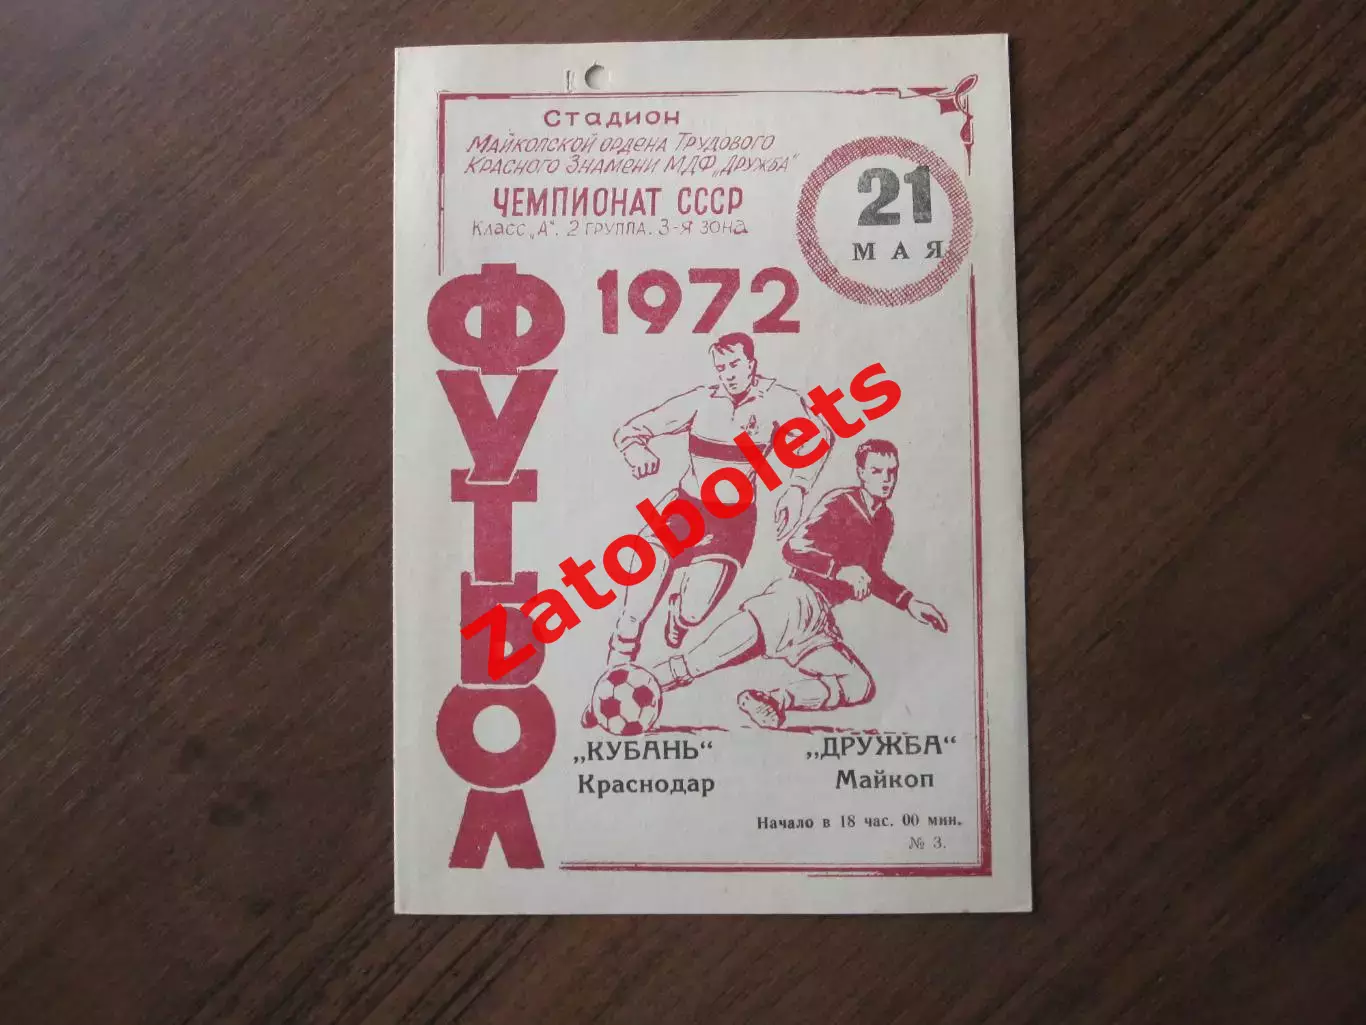 Стадион
Майкопской ордена Трудового
Красного Знамени МДФ „Дружба"
ЧЕМПИОНАТ СССР
Класс „А". 2 группа. 3-я зона
21
МАЯ
1972
ФУТБОЛ
Zatobolets
„КУБАНЬ"
Краснодар
„ДРУЖБА"
Майкоп
Начало в 18 час. 00 мин.
№ 3.